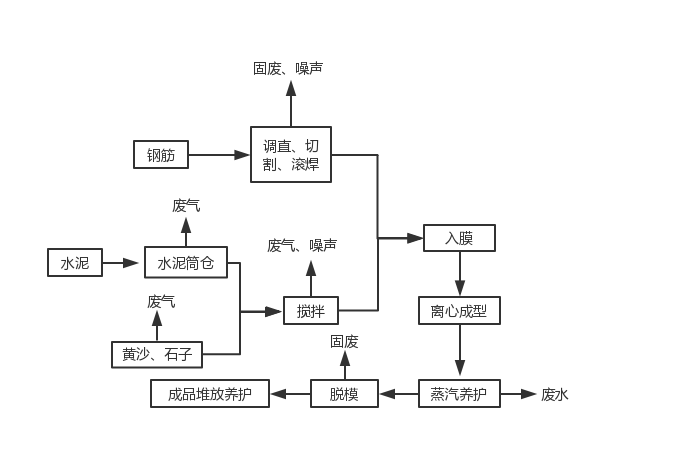 固废、噪声
钢筋
调直、切
割、滚焊
废气
水泥
水泥筒仓
废气、噪声
入膜
废气
搅拌
离心成型
黄沙、石子
固废
成品堆放养护
脱模
蒸汽养护
废水